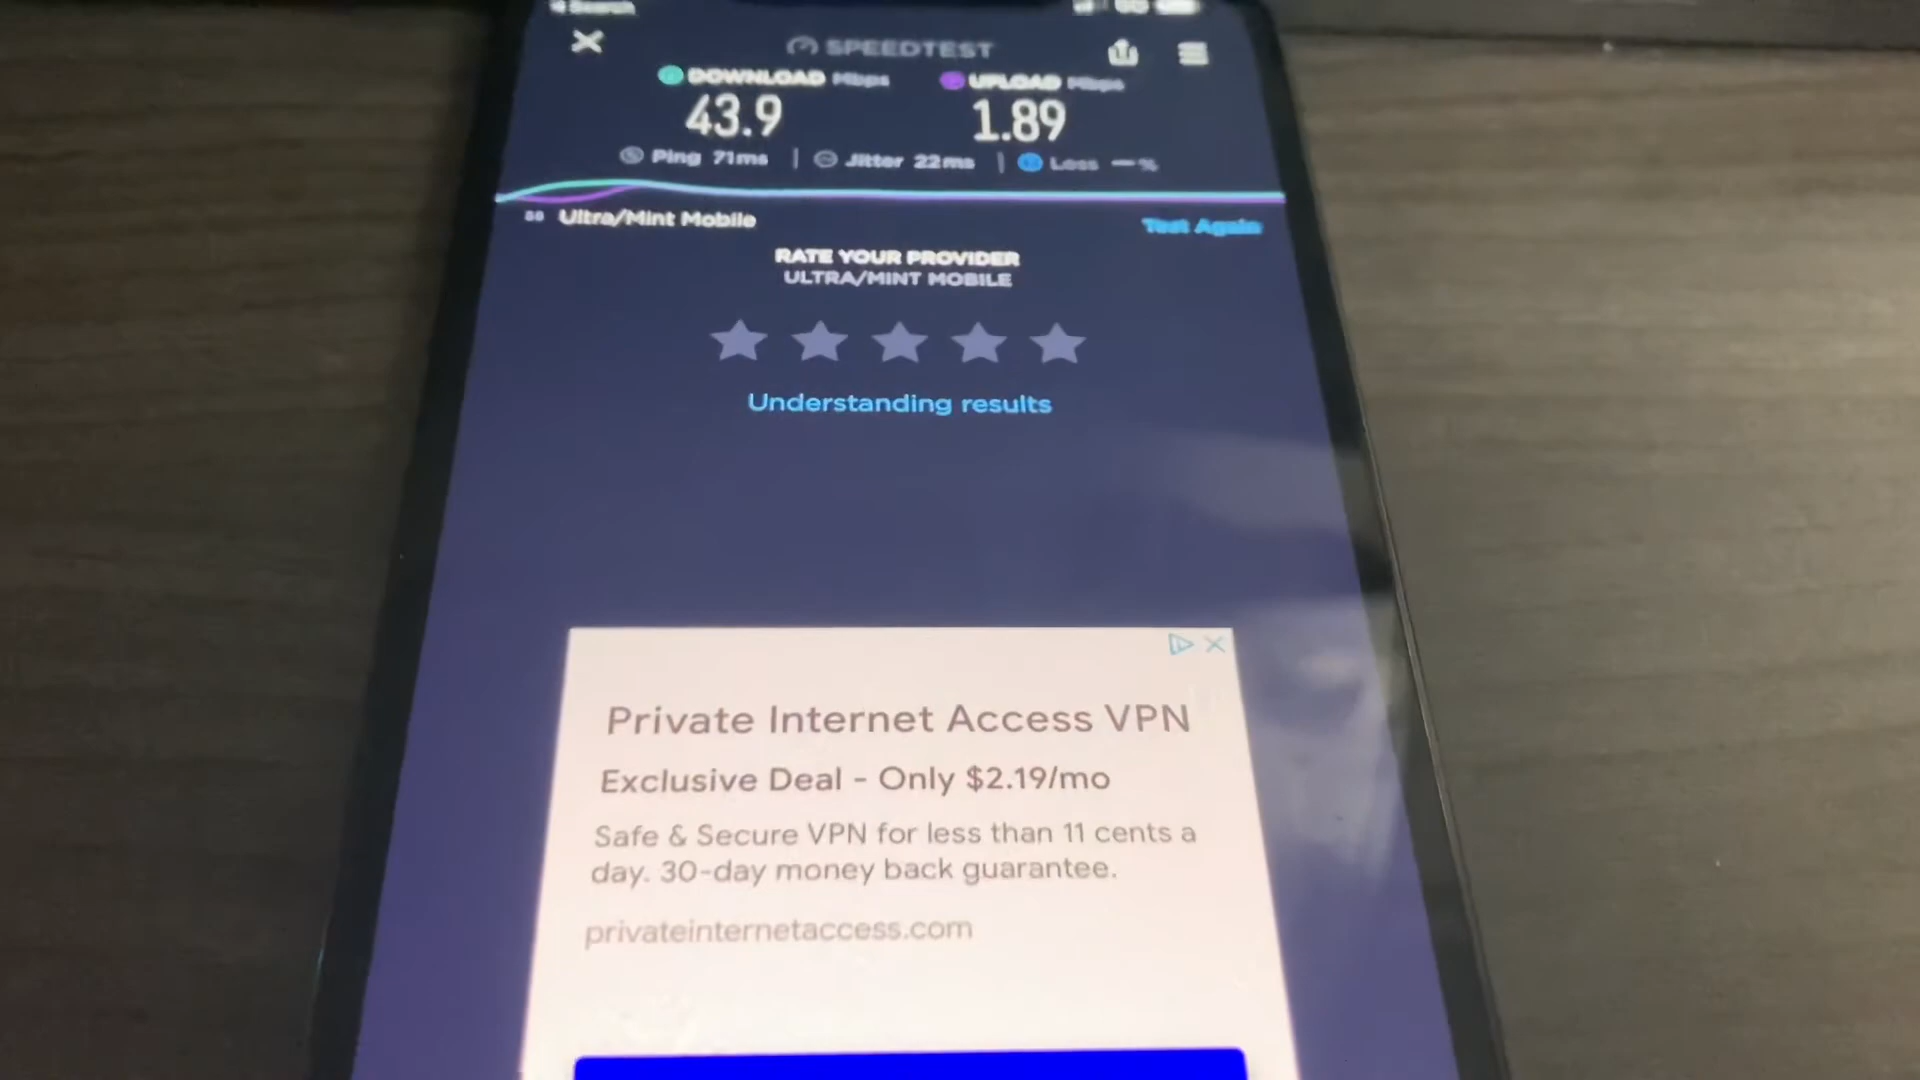 Search
SPEEDTEST
DOWNLOAD Mbps
UPLOAD Mbps
43.9
1.89
Ping 71ms | Jitter 22ms | Loss —%
Ultra/Mint Mobile
Test Again
RATE YOUR PROVIDER
ULTRA/MINT MOBILE
Understanding results
Private Internet Access VPN
Exclusive Deal - Only $2.19/mo
Safe & Secure VPN for less than 11 cents a
day. 30-day money back guarantee.
privateinternetaccess.com